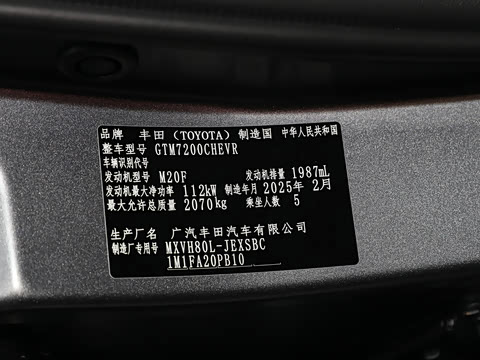 品牌 丰田(TOYOTA) 制造国 中华人民共和国
整车型号 GTM7200CHEVR
车辆识别代号
发动机型号 M20F 发动机排量 1987mL
发动机最大净功率 112kW 制造年月 2025年 2月
最大允许总质量 2070kg 乘坐人数 5
生产厂名 广汽丰田汽车有限公司
制造厂专用号 MXVH80L-JEXSBC
1M1FA20PB10